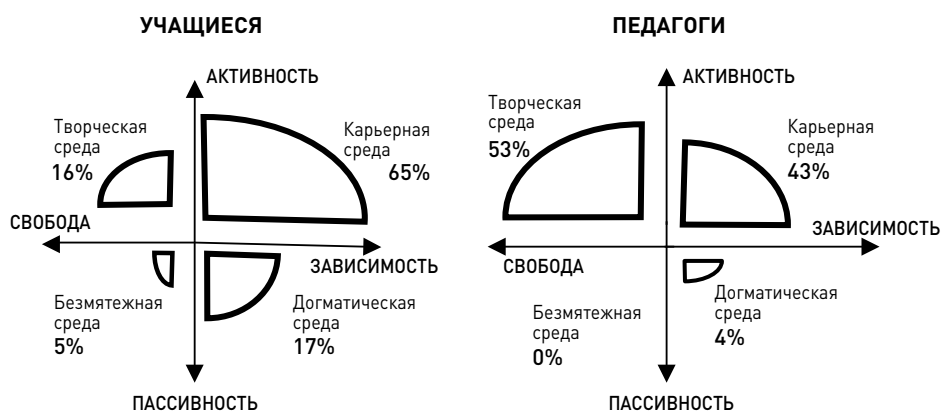 УЧАЩИЕСЯ
АКТИВНОСТЬ
Творческая
среда
16%
Карьерная
среда
65%
СВОБОДА
ЗАВИСИМОСТЬ
Безмятежная
среда
5%
Догматическая
среда
17%
ПАССИВНОСТЬ
ПЕДАГОГИ
АКТИВНОСТЬ
Творческая
среда
53%
Карьерная
среда
43%
ЗАВИСИМОСТЬ
СВОБОДА
Безмятежная
среда
0%
Догматическая
среда
4%
ПАССИВНОСТЬ